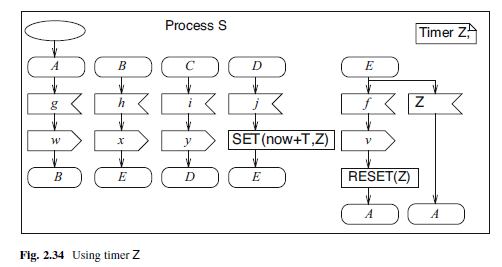 Process S
Timer Z;
A B C D E
g h i j f Z
w x y SET(now+T,Z) v
B E D E RESET(Z)
A A
Fig. 2.34 Using timer Z